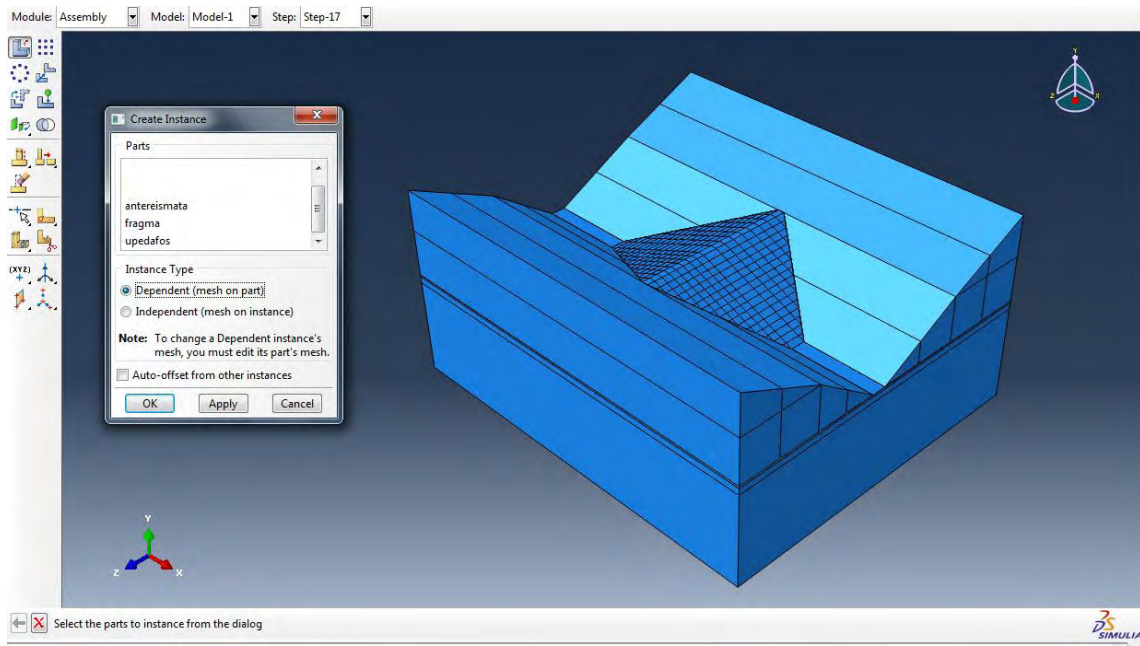 Module: Assembly Model: Model-1 Step: Step-17
Create Instance
Parts
antereismata
fragma
upedafos
Instance Type
Dependent (mesh on part)
Independent (mesh on instance)
Note: To change a Dependent instance's
mesh, you must edit its part's mesh.
Auto-offset from other instances
OK Apply Cancel
(XYZ)
Y
Z X
Y
Z X
Select the parts to instance from the dialog
SIMULIA